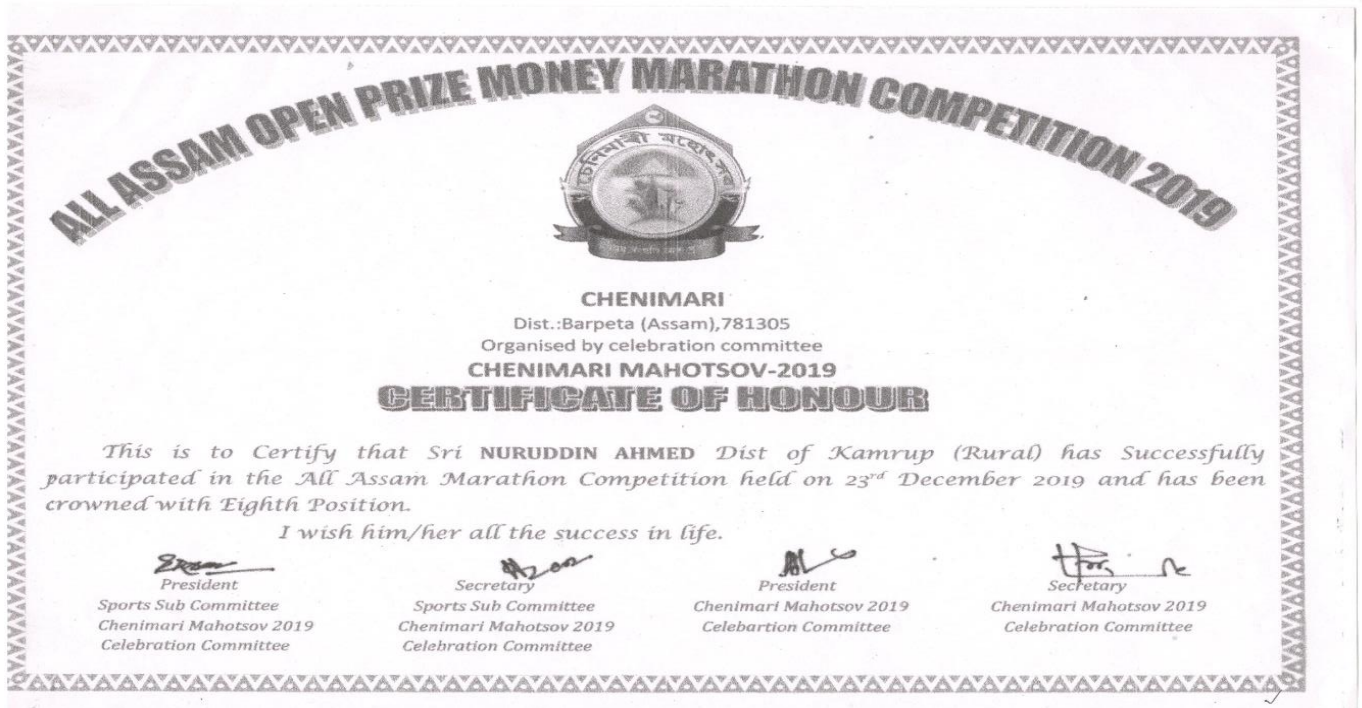 ALL ASSAM OPEN PRIZE MONEY MARATHON COMPETITION 2019
চেনিমাৰী মহোৎসৱ
CHENIMARI
Dist.:Barpeta (Assam),781305
Organised by celebration committee
CHENIMARI MAHOTSOV-2019
CERTIFICATE OF HONOUR
This is to Certify that Sri NURUDDIN AHMED Dist of Kamrup (Rural) has Successfully
participated in the All Assam Marathon Competition held on 23rd December 2019 and has been
crowned with Eighth Position.
I wish him/her all the success in life.
President
Sports Sub Committee
Chenimari Mahotsov 2019
Celebration Committee
Secretary
Sports Sub Committee
Chenimari Mahotsov 2019
Celebration Committee
President
Chenimari Mahotsov 2019
Celebartion Committee
Secretary
Chenimari Mahotsov 2019
Celebration Committee